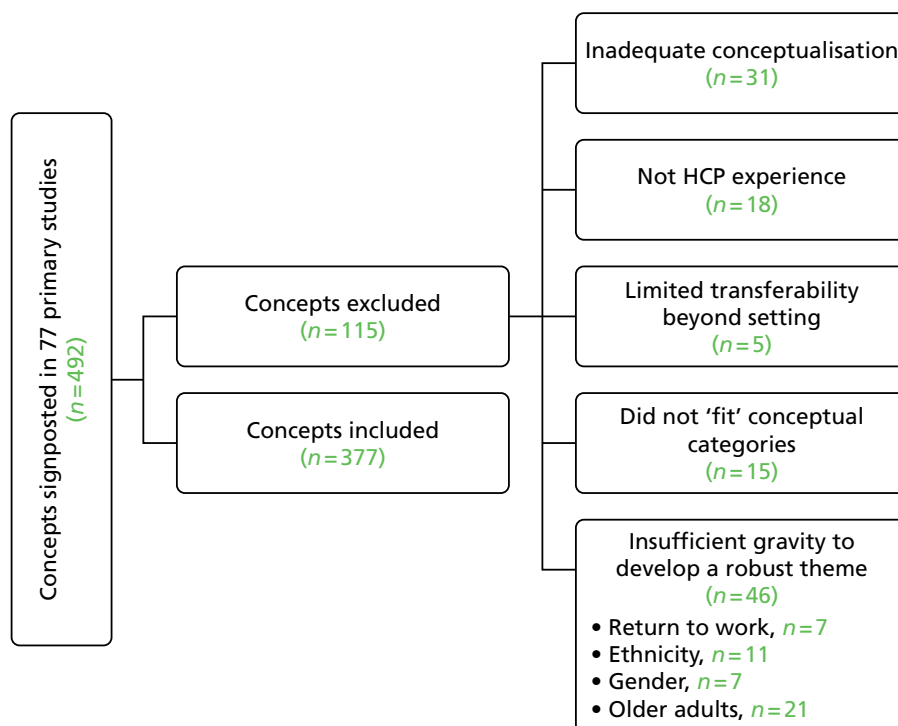 Concepts signposted in 77 primary studies
(n=492)
Concepts excluded
(n=115)
Concepts included
(n=377)
Inadequate conceptualisation
(n=31)
Not HCP experience
(n=18)
Limited transferability
beyond setting
(n=5)
Did not ‘fit’ conceptual
categories
(n=15)
Insufficient gravity to
develop a robust theme
(n=46)
• Return to work, n=7
• Ethnicity, n=11
• Gender, n=7
• Older adults, n=21